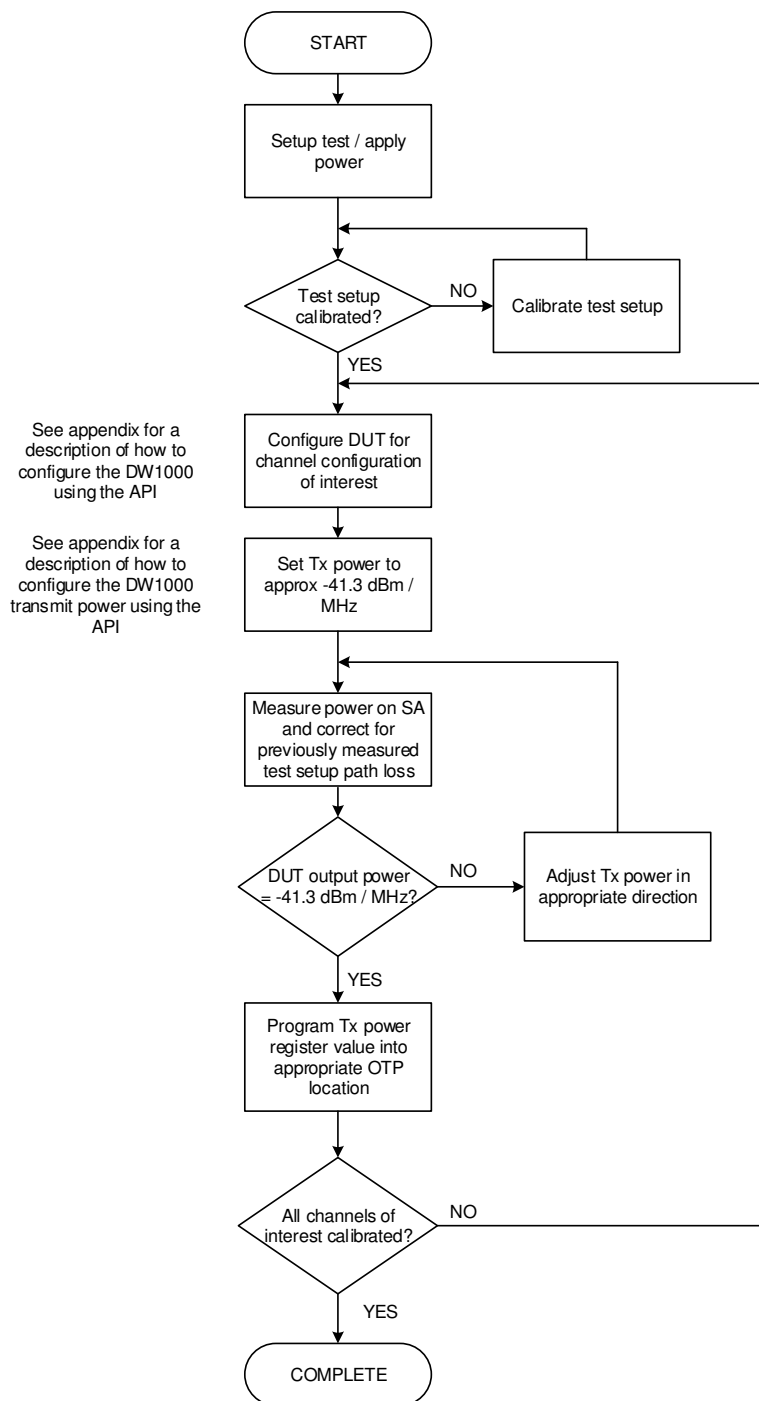 START
Setup test / apply
power
Test setup
calibrated?
NO
Calibrate test setup
YES
See appendix for a
description of how to
configure the DW1000
using the API
Configure DUT for
channel configuration
of interest
See appendix for a
description of how to
configure the DW1000
transmit power using the
API
Set Tx power to
approx -41.3 dBm /
MHz
Measure power on SA
and correct for
previously measured
test setup path loss
DUT output power
= -41.3 dBm / MHz?
NO
Adjust Tx power in
appropriate direction
YES
Program Tx power
register value into
appropriate OTP
location
All channels of
interest calibrated?
NO
YES
COMPLETE